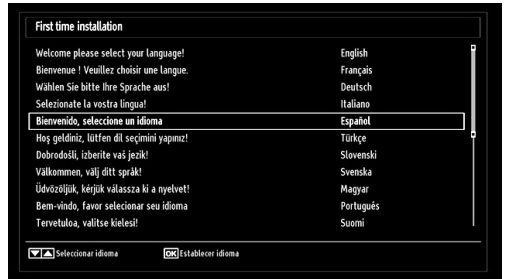 First time installation
Welcome please select your language! English
Bienvenue ! Veuillez choisir une langue. Français
Wählen Sie bitte Ihre Sprache aus! Deutsch
Selezionate la vostra lingua! Italiano
Bienvenido, seleccione un idioma Español
Hoş geldiniz, lütfen dil seçimini yapınız! Türkçe
Dobrodošli, izberite vaš jezik! Slovenski
Välkommen, välj ditt språk! Svenska
Üdvözöljük, kérjük válassza ki a nyelvet! Magyar
Bem-vindo, favor selecionar seu idioma Português
Tervetuloa, valitse kielesi! Suomi
Seleccionar idioma OK Establecer idioma